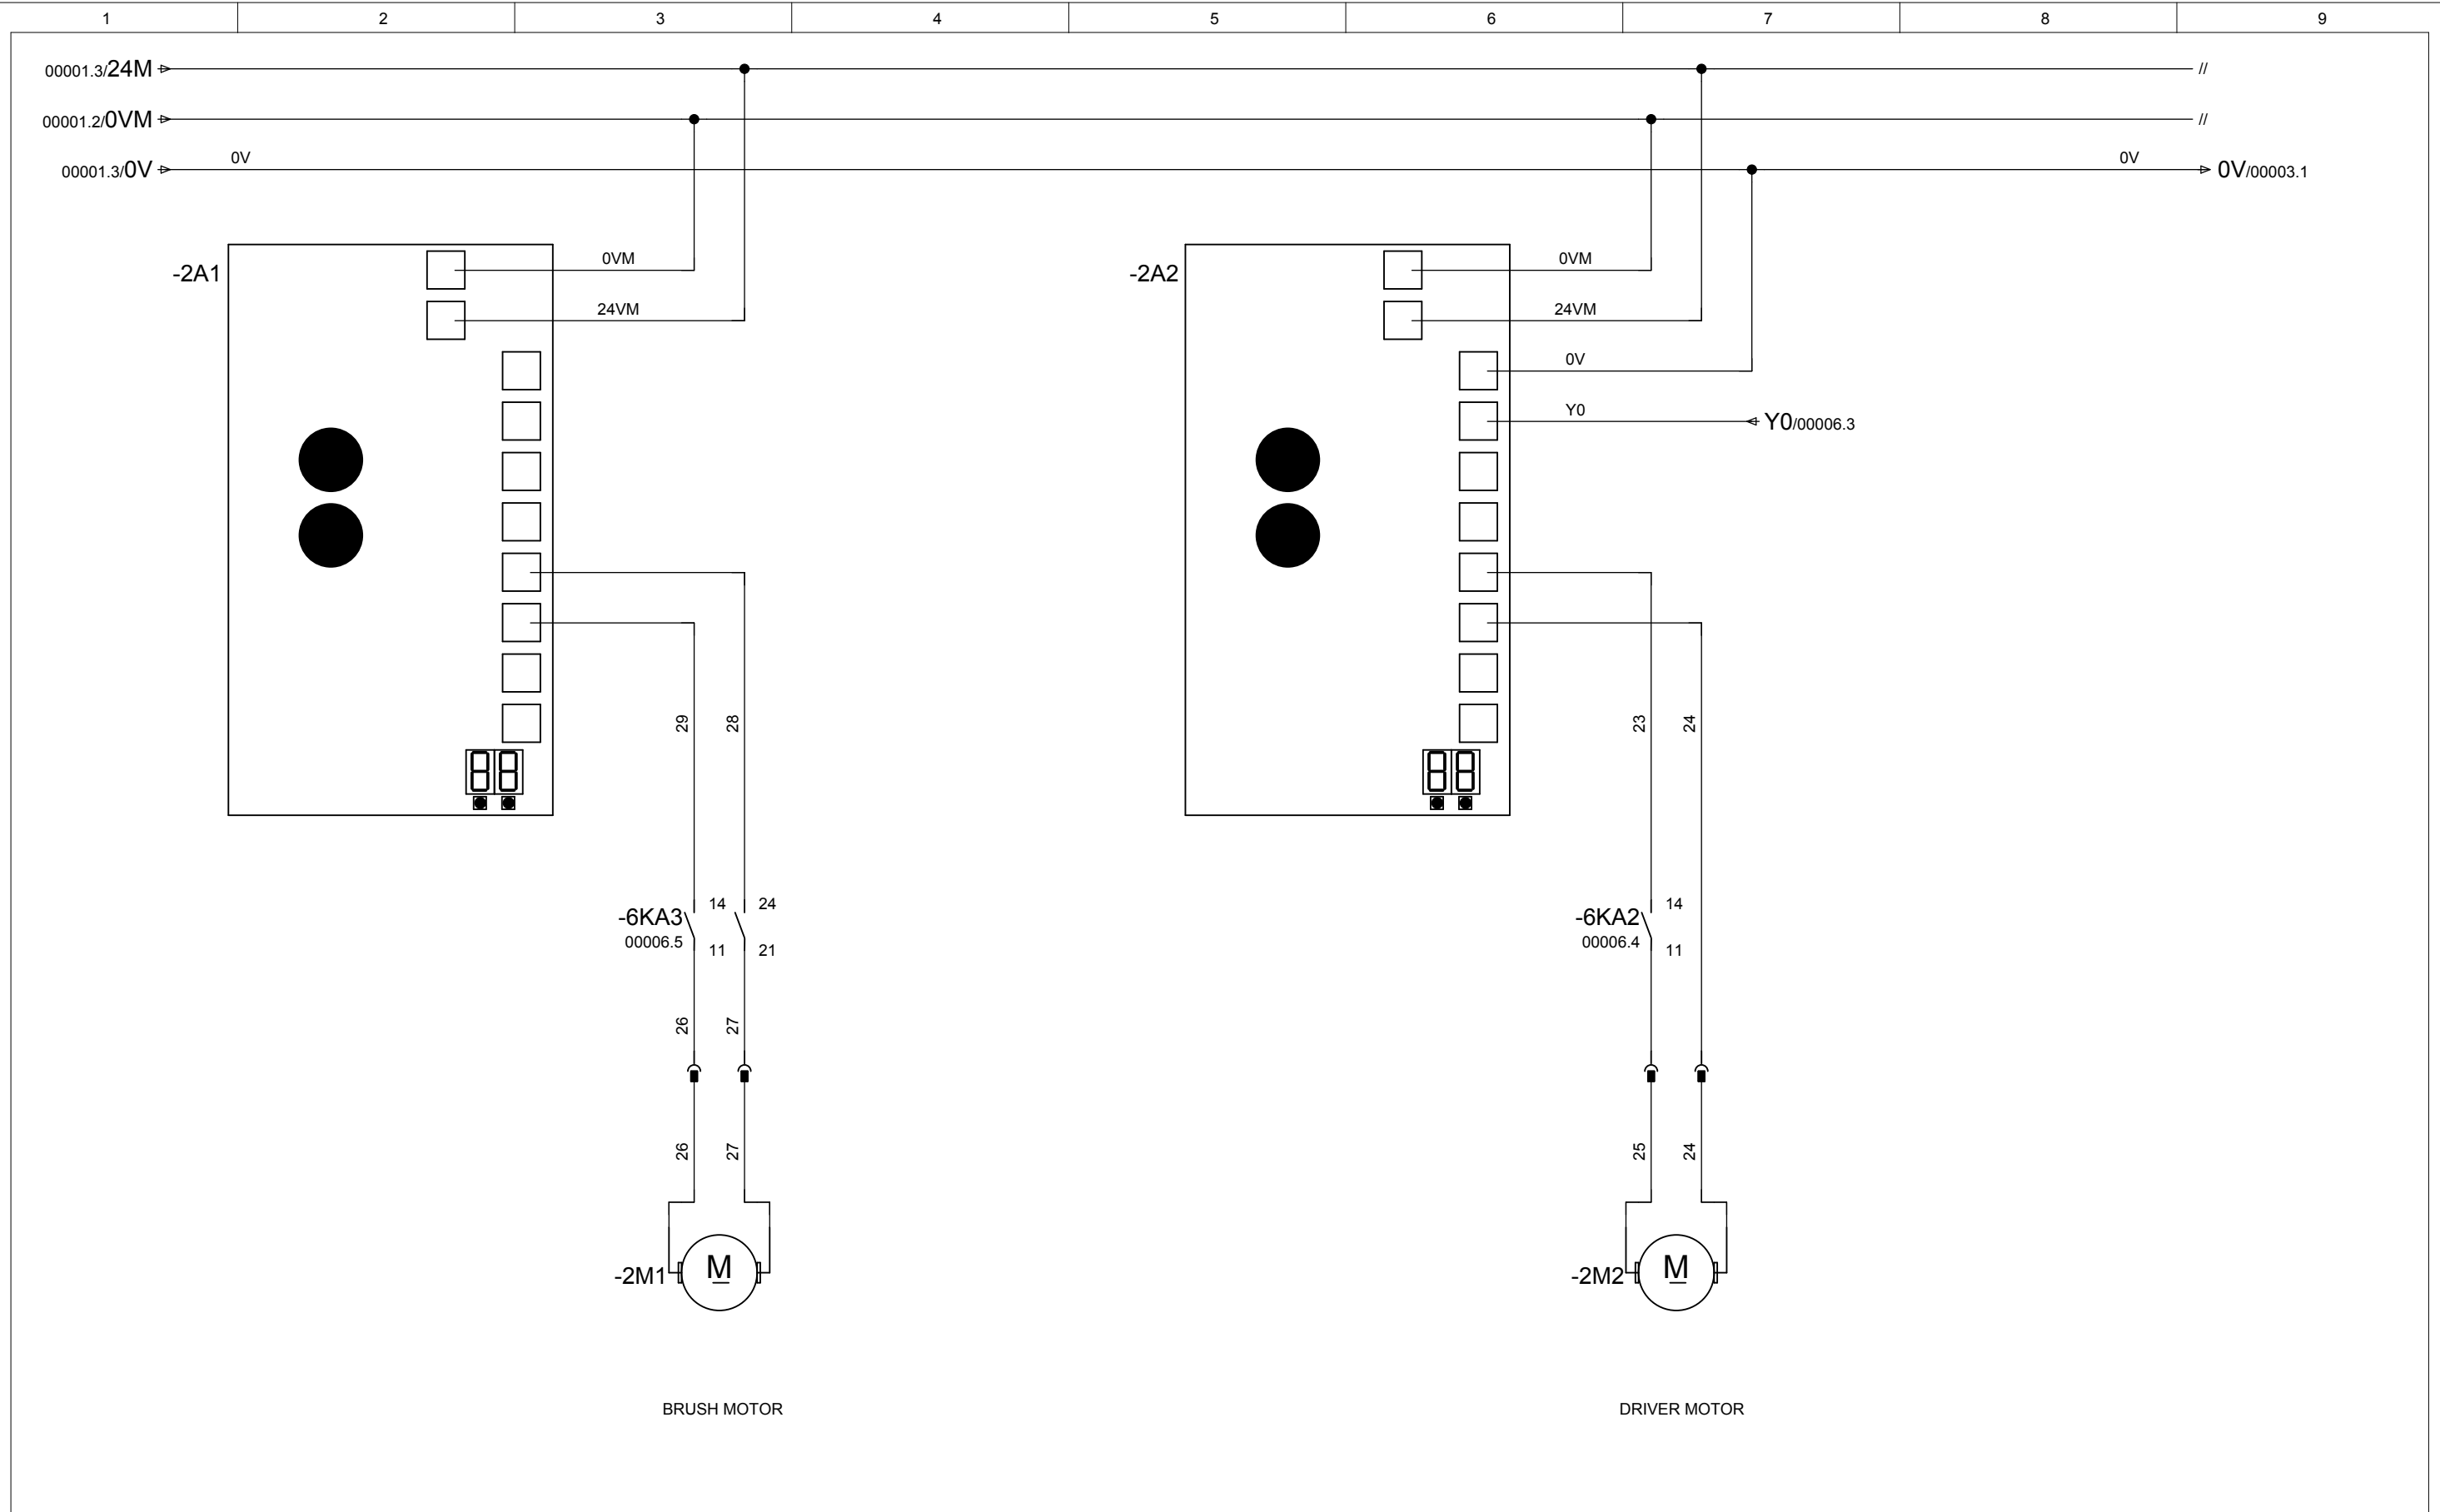 1 2 3 4 5 6 7 8 9
00001.3/24M //
00001.2/0VM //
0V 0V
00001.3/0V 0V/00003.1
-2A1 0VM -2A2 0VM
24VM 24VM
0V
Y0 Y0/00006.3
88 88
29 28 23 24
14 24 14
-6KA3 -6KA2
00006.5 00006.4
11 21 11
26 27
26 27 25 24
-2M1 M -2M2 M
BRUSH MOTOR DRIVER MOTOR